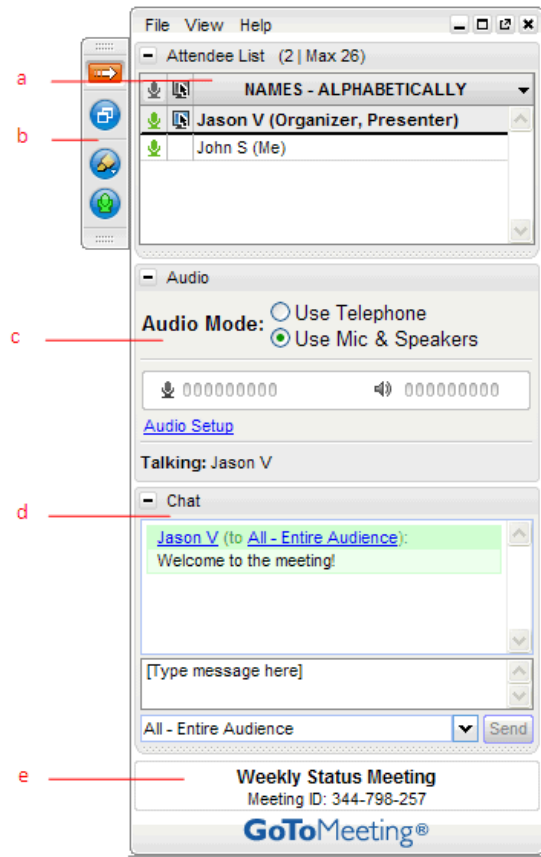 File View Help
Attendee List (2 | Max 26)
a
NAMES - ALPHABETICALLY
Jason V (Organizer, Presenter)
b
John S (Me)
Audio
Audio Mode: Use Telephone
Use Mic & Speakers
c
000000000 000000000
Audio Setup
Talking: Jason V
Chat
d
Jason V (to All - Entire Audience):
Welcome to the meeting!
[Type message here]
All - Entire Audience Send
e
Weekly Status Meeting
Meeting ID: 344-798-257
GoToMeeting®